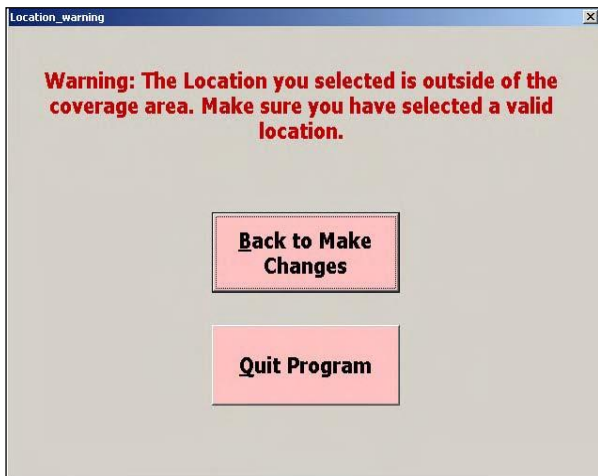 Location_warning
Warning: The Location you selected is outside of the
coverage area. Make sure you have selected a valid
location.
Back to Make
Changes
Quit Program